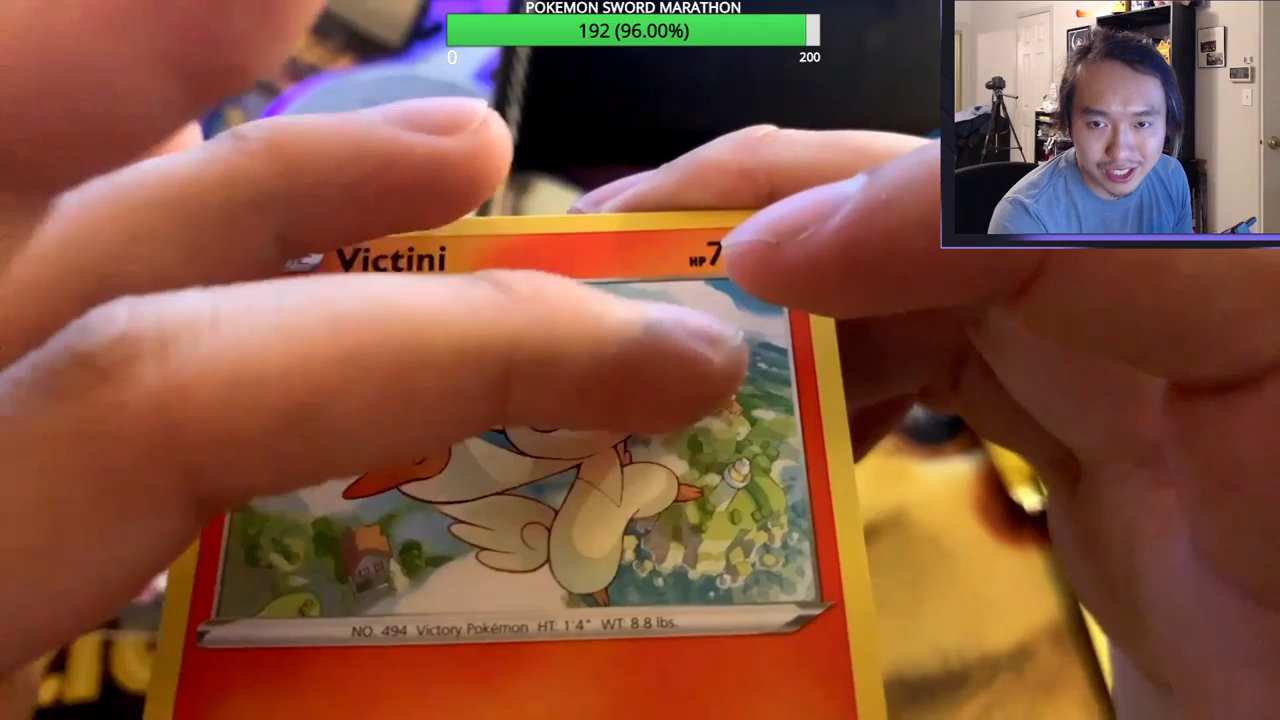 POKEMON SWORD MARATHON
192 (96.00%)
0
200
Victini
HP 7
NO. 494 Victory Pokémon HT: 1'4" WT: 8.8 lbs.